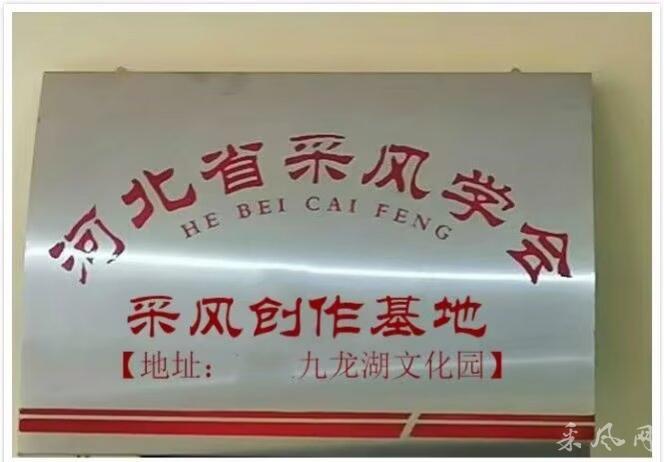 河北省采风学会
HE BEI CAI FENG
采风创作基地
【地址: 九龙湖文化园】
采风网